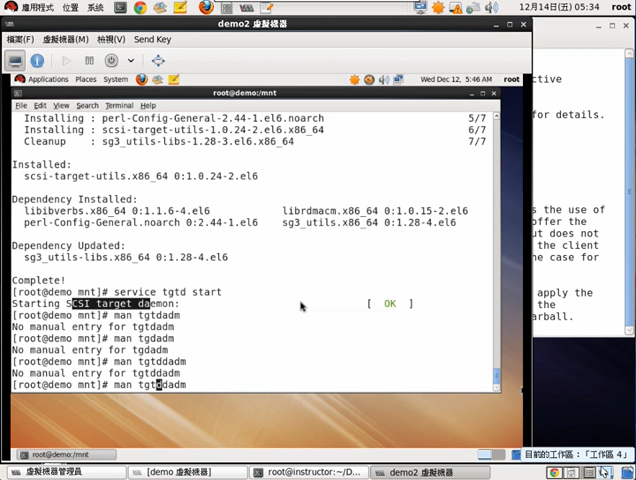 應用程式 位置 系統 12月14日(五) 05:34 root
demo2 虛擬機器
檔案(F) 虛擬機器(M) 檢視(V) Send Key
Applications Places System Wed Dec 12, 5:46 AM root
root@demo:/mnt
File Edit View Search Terminal Help
Installing : perl-Config-General-2.44-1.el6.noarch 5/7
Installing : scsi-target-utils-1.0.24-2.el6.x86_64 6/7
Cleanup : sg3_utils-libs-1.28-3.el6.x86_64 7/7
Installed:
scsi-target-utils.x86_64 0:1.0.24-2.el6
Dependency Installed:
libibverbs.x86_64 0:1.1.6-4.el6 librdmacm.x86_64 0:1.0.15-2.el6
perl-Config-General.noarch 0:2.44-1.el6 sg3_utils.x86_64 0:1.28-4.el6
Dependency Updated:
sg3_utils-libs.x86_64 0:1.28-4.el6
Complete!
[root@demo mnt]# service tgtd start
Starting SCSI target daemon: [ OK ]
[root@demo mnt]# man tgtdadm
No manual entry for tgtdadm
[root@demo mnt]# man tgdadm
No manual entry for tgdadm
[root@demo mnt]# man tgtddadm
No manual entry for tgtddadm
[root@demo mnt]# man tgtddadm
ctive
for details.
s the use of
offer the
ut does not
the client
e case for
apply the
the
arball.
root@demo:/mnt
目前的工作區：「工作區 4」
虛擬機器管理員 [demo 虛擬機器] root@instructor:~/D... demo2 虛擬機器